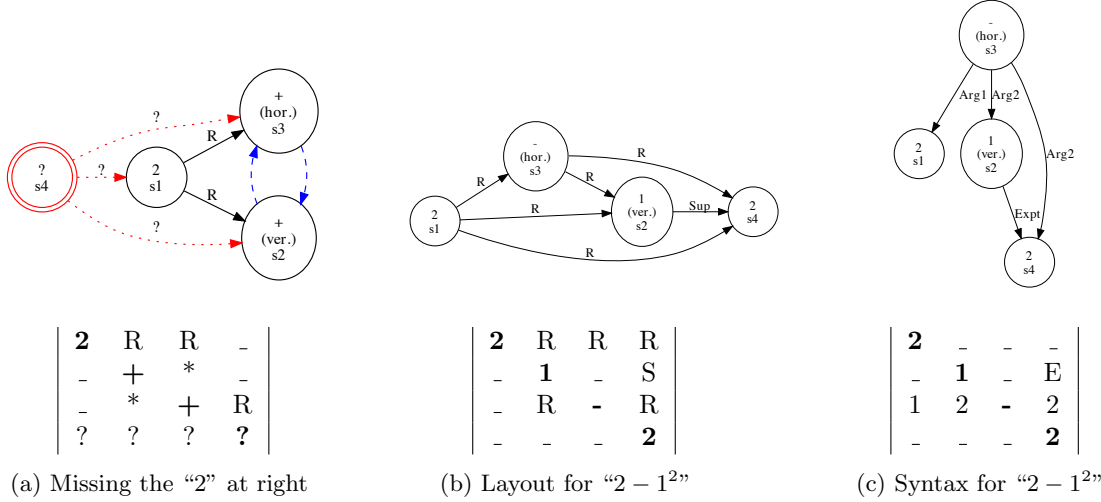 ?
s4
?
?
?
2
s1
R
R
+
(hor.)
s3
+
(ver.)
s2
2
s1
R
R
R
-
(hor.)
s3
R
R
1
(ver.)
s2
Sup
2
s4
-
(hor.)
s3
Arg1
Arg2
Arg2
2
s1
1
(ver.)
s2
Expt
2
s4
2 R R _
_ + * _
_ * + R
? ? ? ?
2 R R R
_ 1 _ S
_ R - R
_ _ _ 2
2 _ _ _
_ 1 _ E
1 2 - 2
_ _ _ 2
(a) Missing the “2” at right
(b) Layout for “2 − 1²”
(c) Syntax for “2 − 1²”